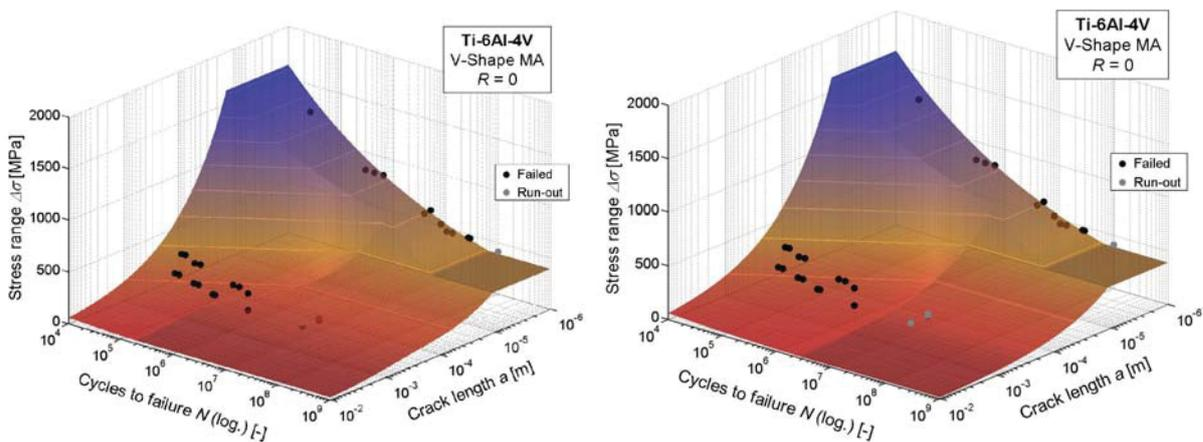 Ti-6Al-4V
V-Shape MA
R = 0
Failed
Run-out
Stress range Δσ [MPa]
2000
1500
1000
500
0
10^4
10^5
10^6
10^7
10^8
10^9
Cycles to failure N (log.) [-]
10^-2
10^-3
10^-4
10^-5
10^-6
Crack length a [m]
Ti-6Al-4V
V-Shape MA
R = 0
Failed
Run-out
Stress range Δσ [MPa]
2000
1500
1000
500
0
10^4
10^5
10^6
10^7
10^8
10^9
Cycles to failure N (log.) [-]
10^-2
10^-3
10^-4
10^-5
10^-6
Crack length a [m]